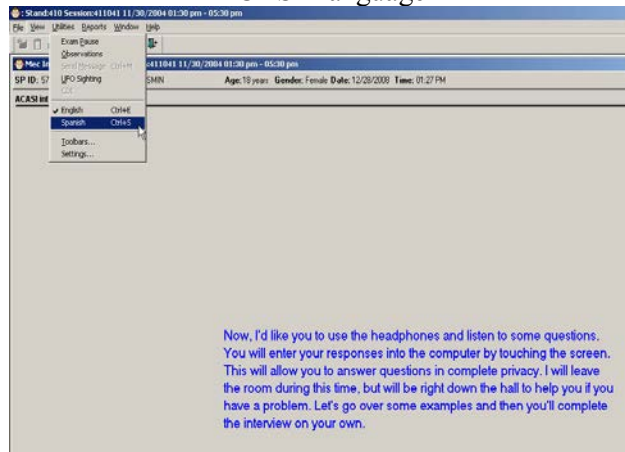 : Stand:410 Session:411041 11/30/2004 01:30 pm - 05:30 pm
File View Utilities Reports Window Help
Exam Pause
Observations
Send Message Ctrl+M
UFO Sighting
English Ctrl+E
Spanish Ctrl+S
Toolbars...
Settings...
:411041 11/30/2004 01:30 pm - 05:30 pm
SP ID: 57
SMIN Age: 18 years Gender: Female Date: 12/28/2008 Time: 01:27 PM
ACASI
Now, I'd like you to use the headphones and listen to some questions.
You will enter your responses into the computer by touching the screen.
This will allow you to answer questions in complete privacy. I will leave
the room during this time, but will be right down the hall to help you if you
have a problem. Let's go over some examples and then you'll complete
the interview on your own.